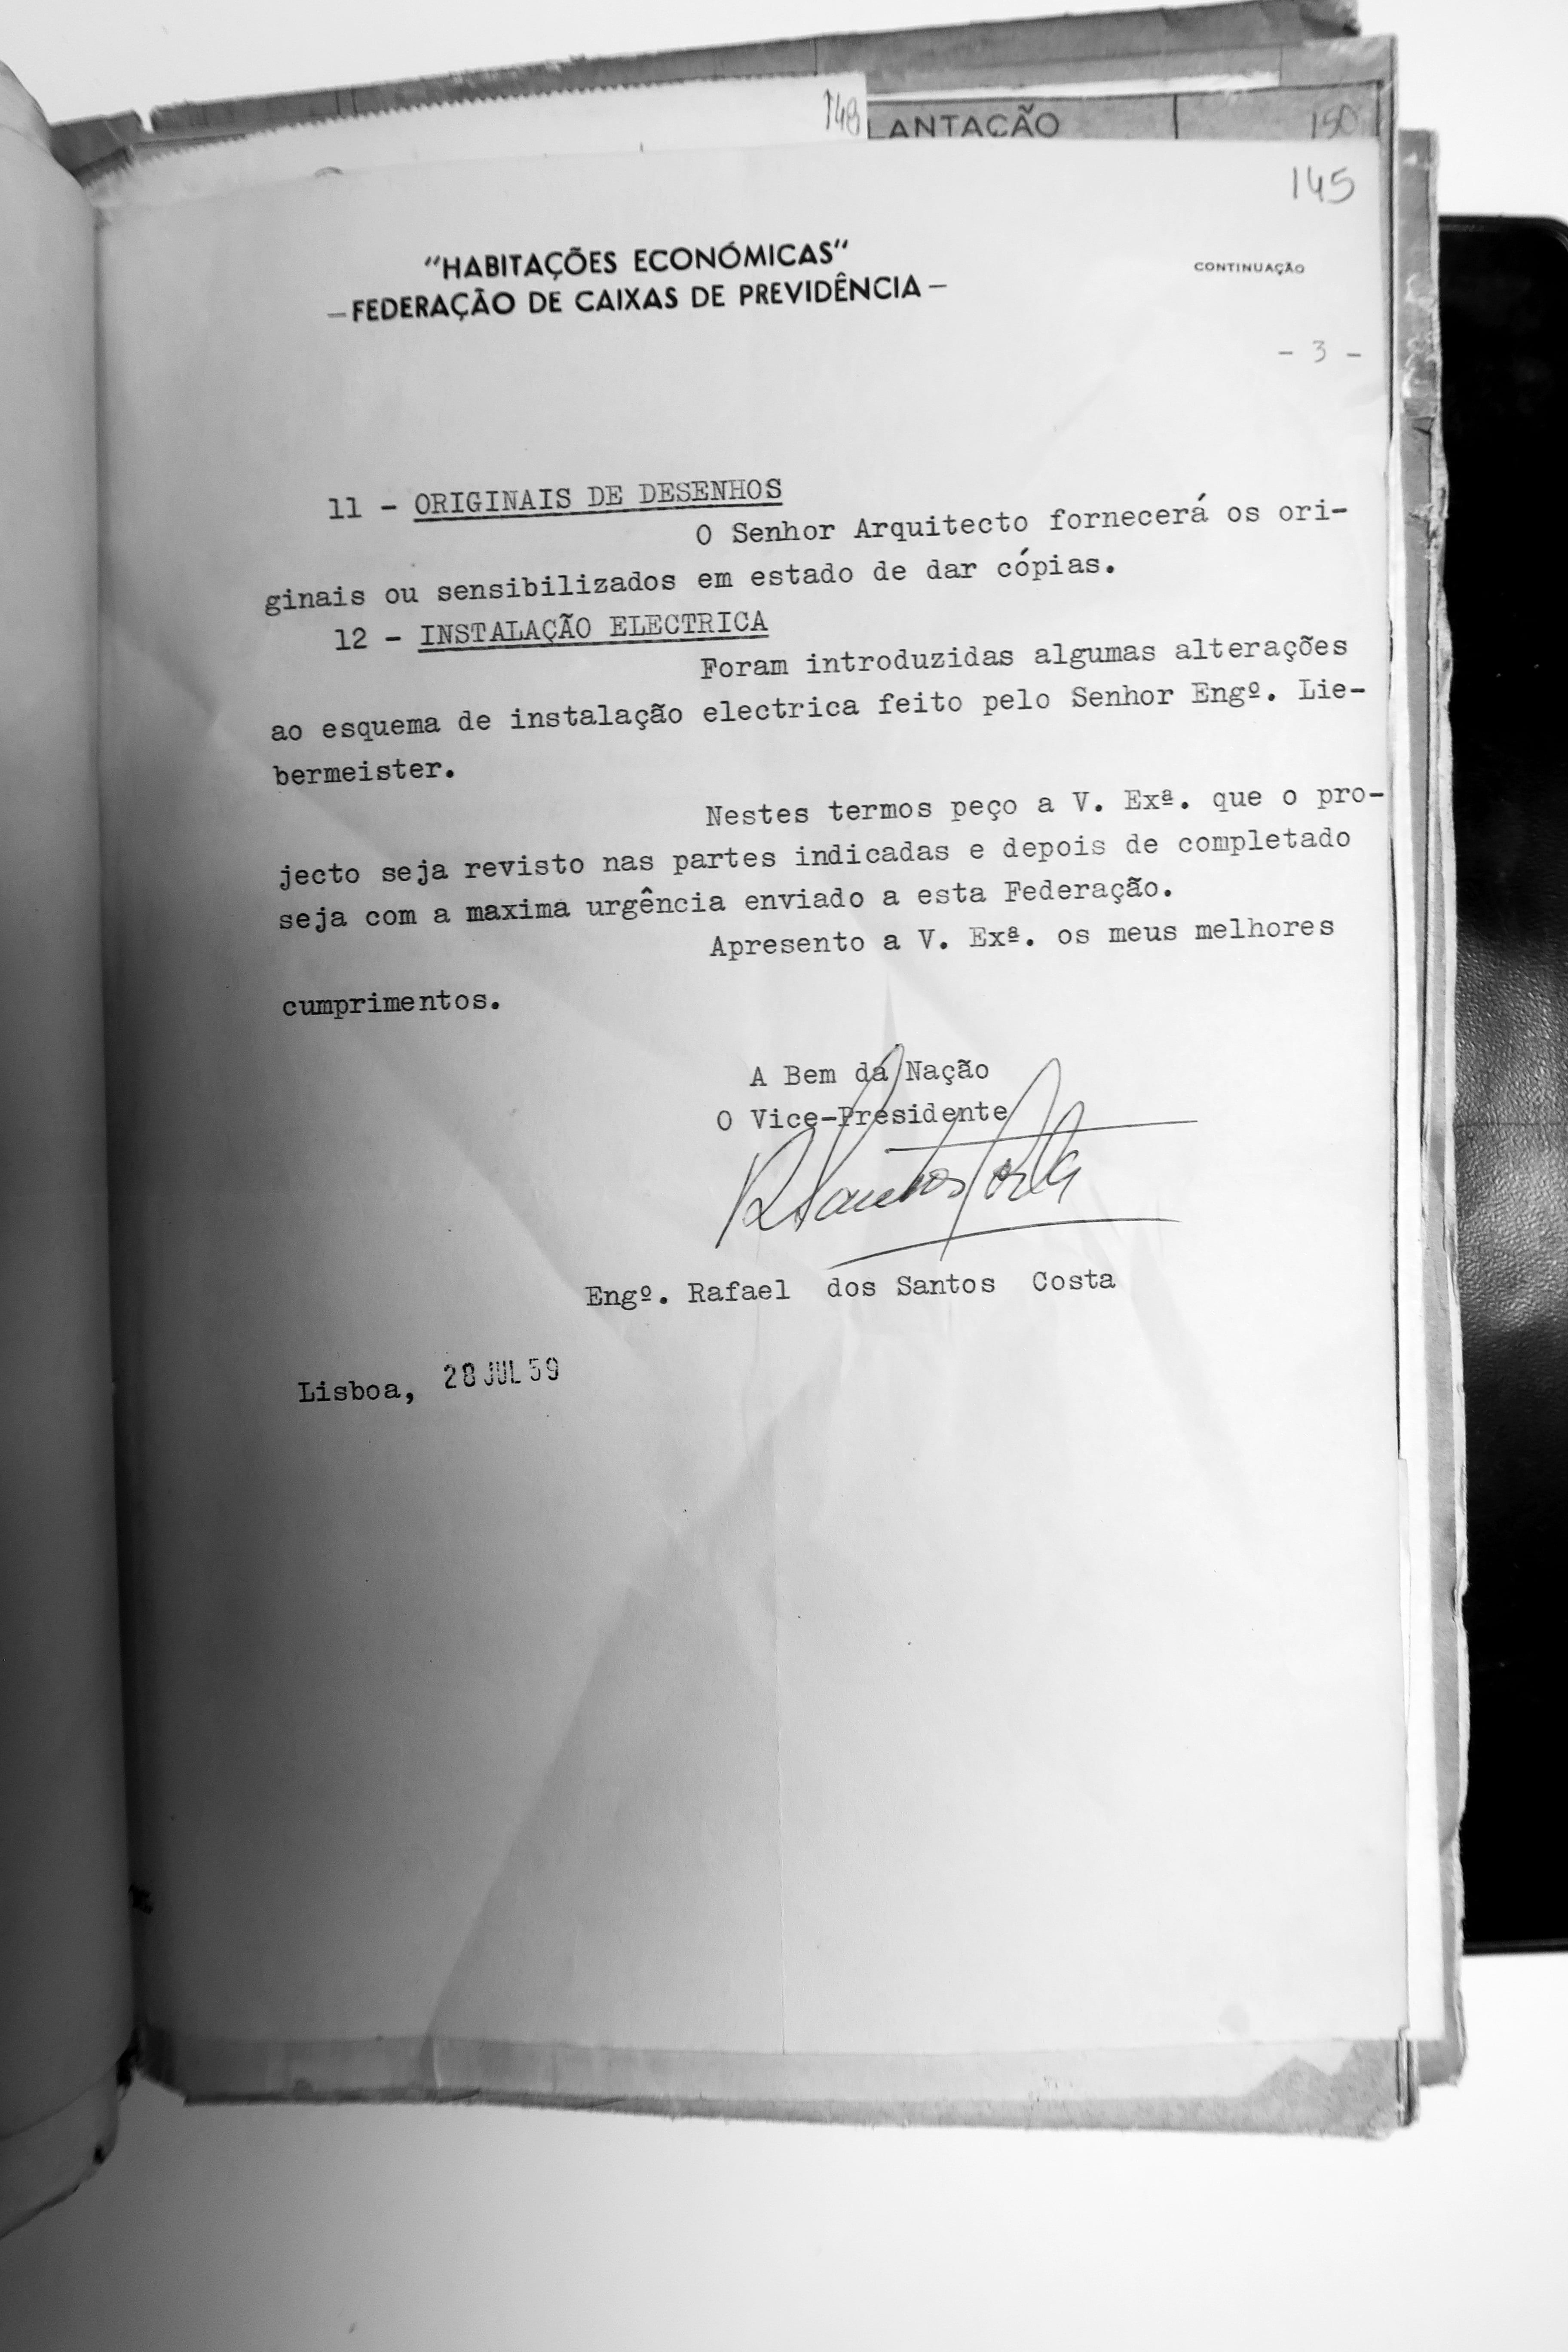 148
LANTAÇÃO
150
145
"HABITAÇÕES ECONÓMICAS"
CONTINUAÇÃO
—FEDERAÇÃO DE CAIXAS DE PREVIDÊNCIA—
- 3 -
11 - ORIGINAIS DE DESENHOS
O Senhor Arquitecto fornecerá os ori-
ginais ou sensibilizados em estado de dar cópias.
12 - INSTALAÇÃO ELECTRICA
Foram introduzidas algumas alterações
ao esquema de instalação electrica feito pelo Senhor Engº. Lie-
bermeister.
Nestes termos peço a V. Exª. que o pro-
jecto seja revisto nas partes indicadas e depois de completado
seja com a maxima urgência enviado a esta Federação.
Apresento a V. Exª. os meus melhores
cumprimentos.
A Bem da Nação
O Vice-Presidente
RSantosCosta
Engº. Rafael dos Santos Costa
Lisboa, 28 JUL 59